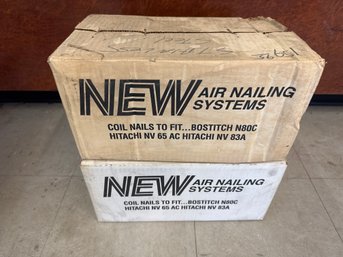 NEW AIR NAILING
SYSTEMS
COIL NAILS TO FIT...BOSTITCH N80C
HITACHI NV 65 AC HITACHI NV 83A
NEW AIR NAILING
SYSTEMS
COIL NAILS TO FIT...BOSTITCH N80C
HITACHI NV 65 AC HITACHI NV 83A